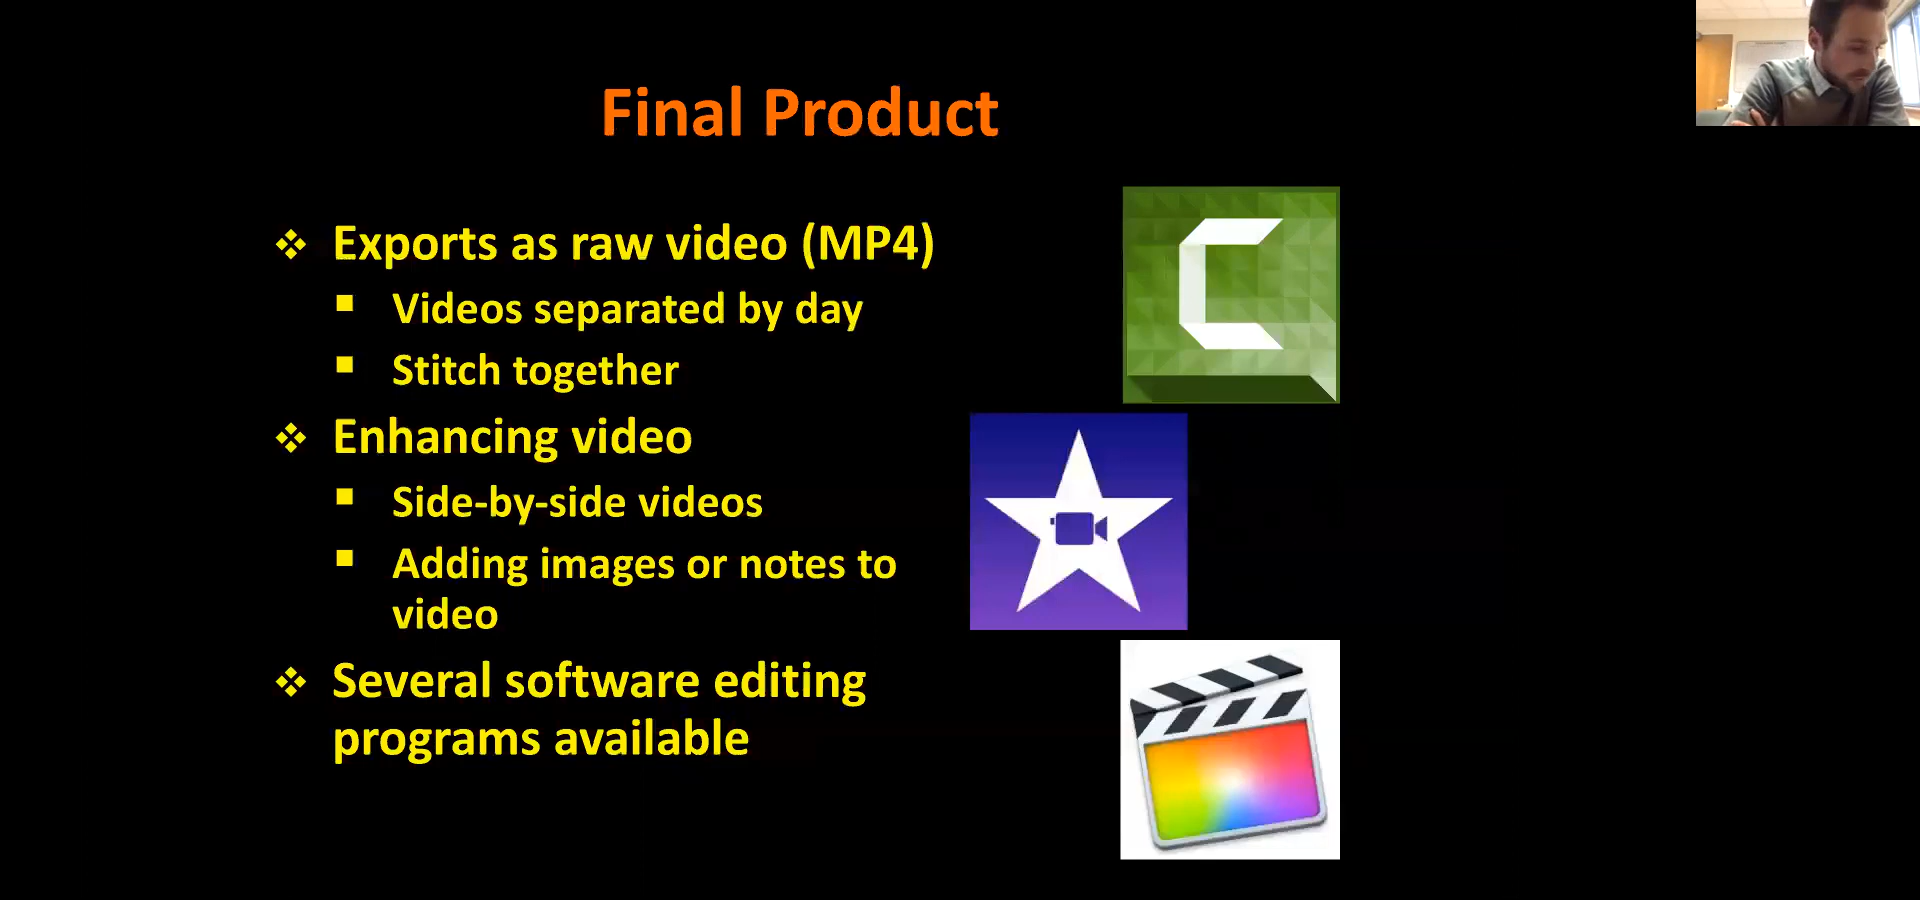 Final Product
Exports as raw video (MP4)
Videos separated by day
Stitch together
Enhancing video
Side-by-side videos
Adding images or notes to
video
Several software editing
programs available